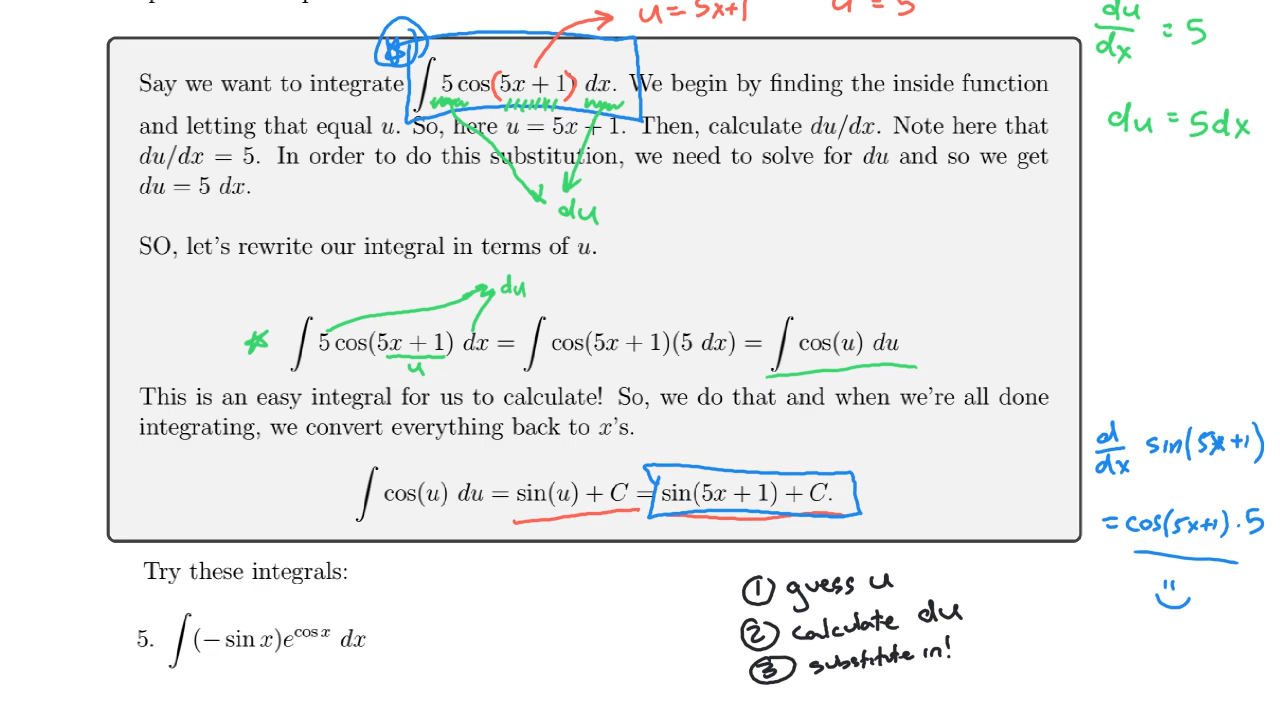 u = 5x+1
du/dx = 5
du = 5dx
Say we want to integrate ∫ 5 cos(5x + 1) dx. We begin by finding the inside function
and letting that equal u. So, here u = 5x + 1. Then, calculate du/dx. Note here that
du/dx = 5. In order to do this substitution, we need to solve for du and so we get
du = 5 dx.
du
SO, let's rewrite our integral in terms of u.
du
∫ 5 cos(5x + 1) dx = ∫ cos(5x + 1)(5 dx) = ∫ cos(u) du
u
This is an easy integral for us to calculate! So, we do that and when we're all done
integrating, we convert everything back to x's.
∫ cos(u) du = sin(u) + C = sin(5x + 1) + C.
d/dx sin(5x+1)
= cos(5x+1) · 5
Try these integrals:
① guess u
② calculate du
③ substitute in!
5. ∫ (− sin x)e^{cos x} dx